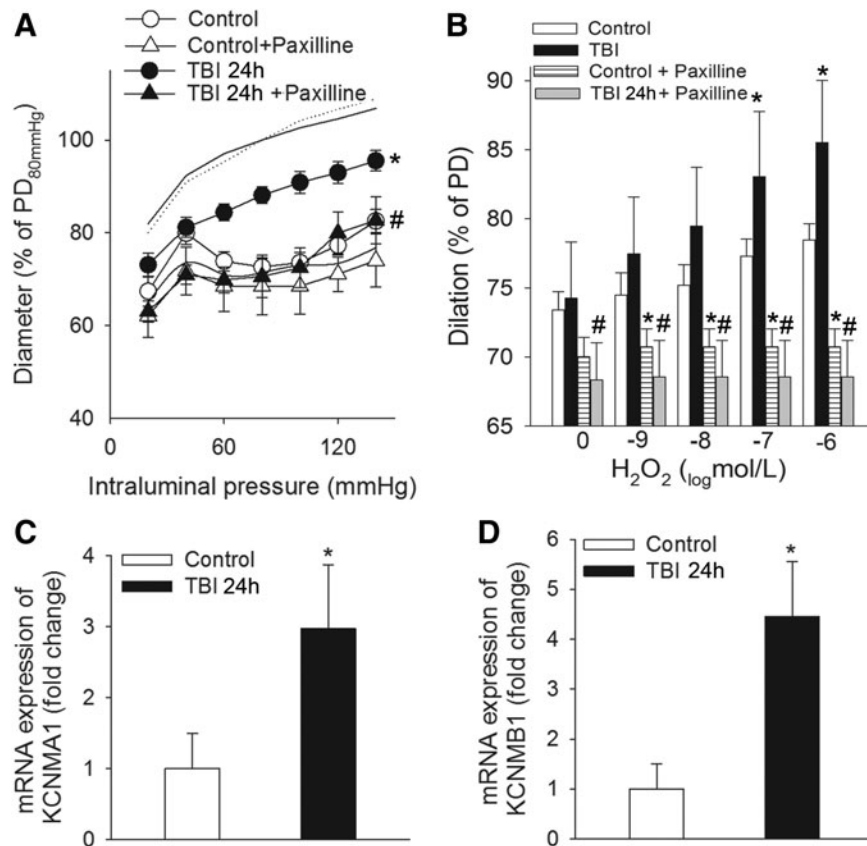 A
Control
Control+Paxilline
TBI 24h
TBI 24h +Paxilline
Diameter (% of PD80mmHg)
100
80
60
40
*
#
0
60
120
Intraluminal pressure (mmHg)
B
Control
TBI
Control + Paxilline
TBI 24h+ Paxilline
Dilation (% of PD)
90
85
80
75
70
65
* *
# *# *# *# *#
0 -9 -8 -7 -6
H2O2 (logmol/L)
C
Control
TBI 24h
mRNA expression of
KCNMA1 (fold change)
4
3
2
1
0
*
D
Control
TBI 24h
mRNA expression of
KCNMB1 (fold change)
6
5
4
3
2
1
0
*